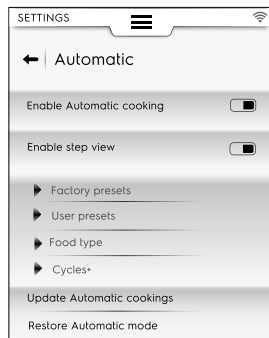 SETTINGS
Automatic
Enable Automatic cooking
Enable step view
Factory presets
User presets
Food type
Cycles+
Update Automatic cookings
Restore Automatic mode